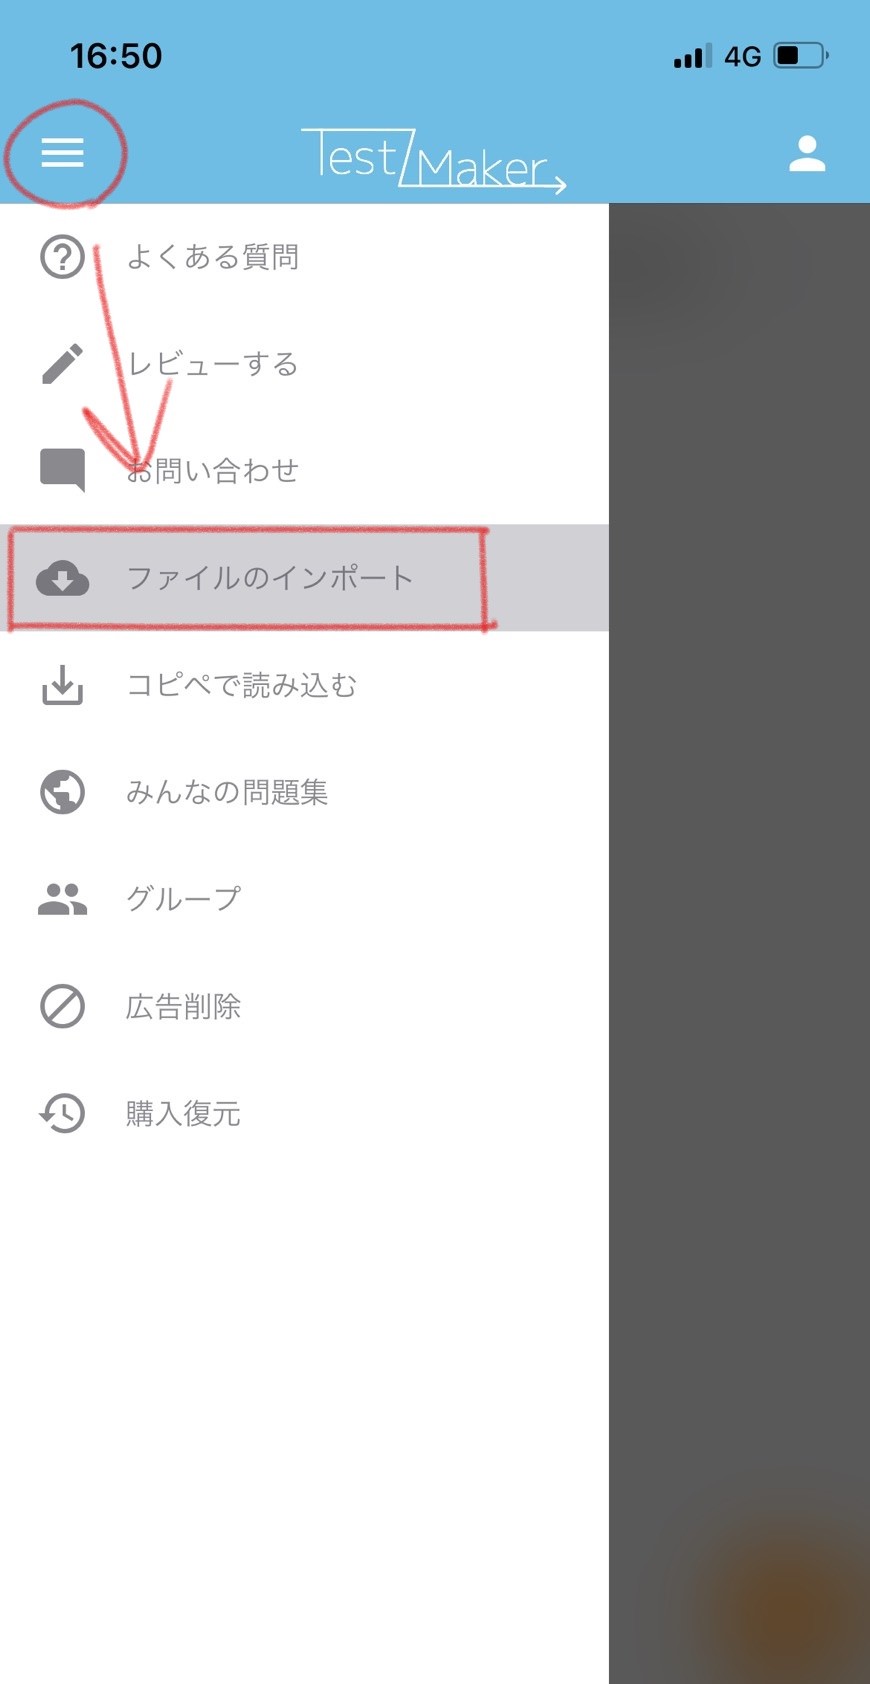 16:50
4G
TestMaker
よくある質問
レビューする
お問い合わせ
ファイルのインポート
コピペで読み込む
みんなの問題集
グループ
広告削除
購入復元